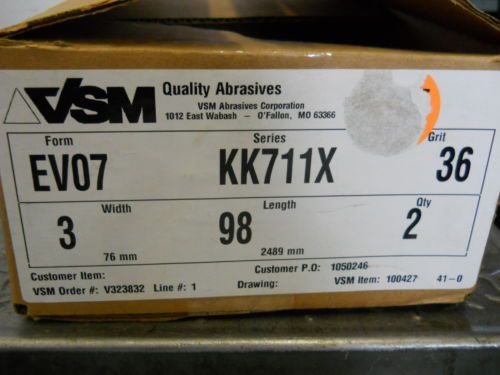 VSM Quality Abrasives
VSM Abrasives Corporation
1012 East Wabash – O'Fallon, MO 63366
Form Series Grit
EV07 KK711X 36
Width Length Qty
3 98 2
76 mm 2489 mm
Customer Item: Customer P.O: 1050246
VSM Order #: V323832 Line #: 1 Drawing: VSM Item: 100427 41-0